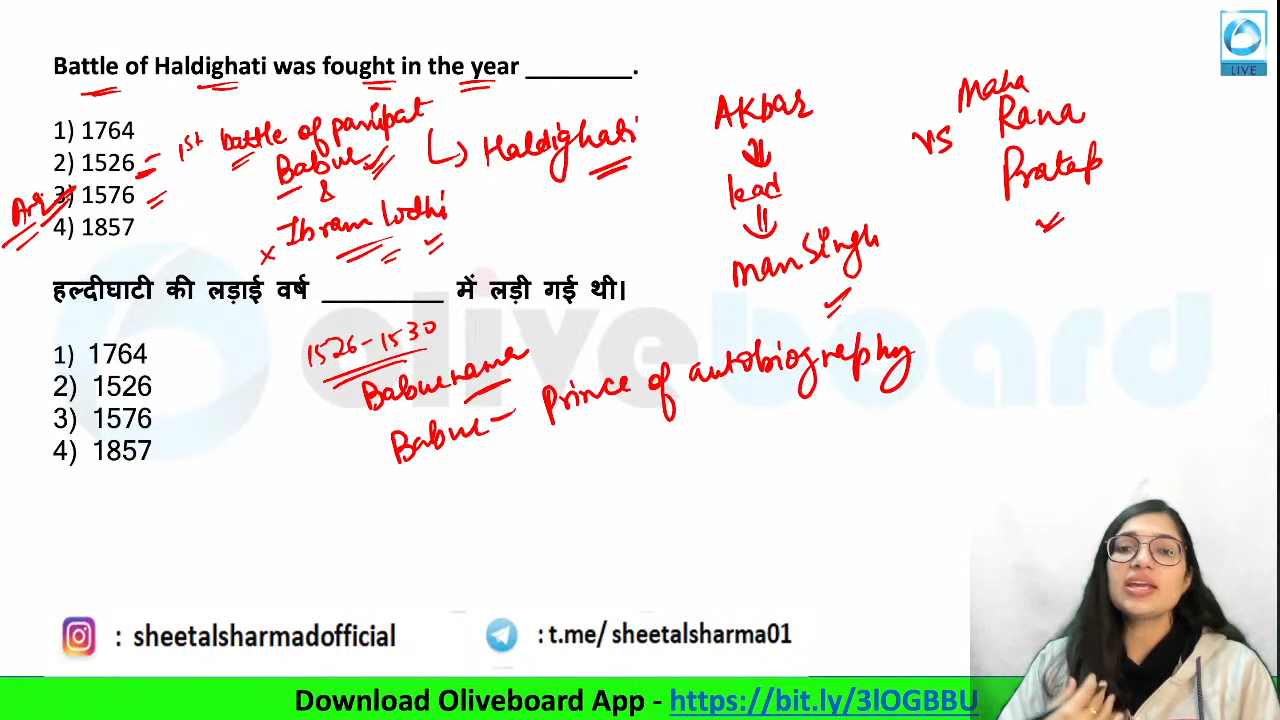 Battle of Haldighati was fought in the year ________.
1) 1764
2) 1526
3) 1576
4) 1857
Ans
1st battle of panipat
Babur
&
Ibram lodhi
Haldighati
Akbar
lead
ManSingh
vs
Maha
Rana
Pratap
हल्दीघाटी की लड़ाई वर्ष ________ में लड़ी गई थी।
1) 1764
2) 1526
3) 1576
4) 1857
1526-1530
Baburnama
Babur - Prince of autobiography
oliveboard
LIVE
: sheetalsharmadofficial
: t.me/ sheetalsharma01
Download Oliveboard App - https://bit.ly/3lOGBBU